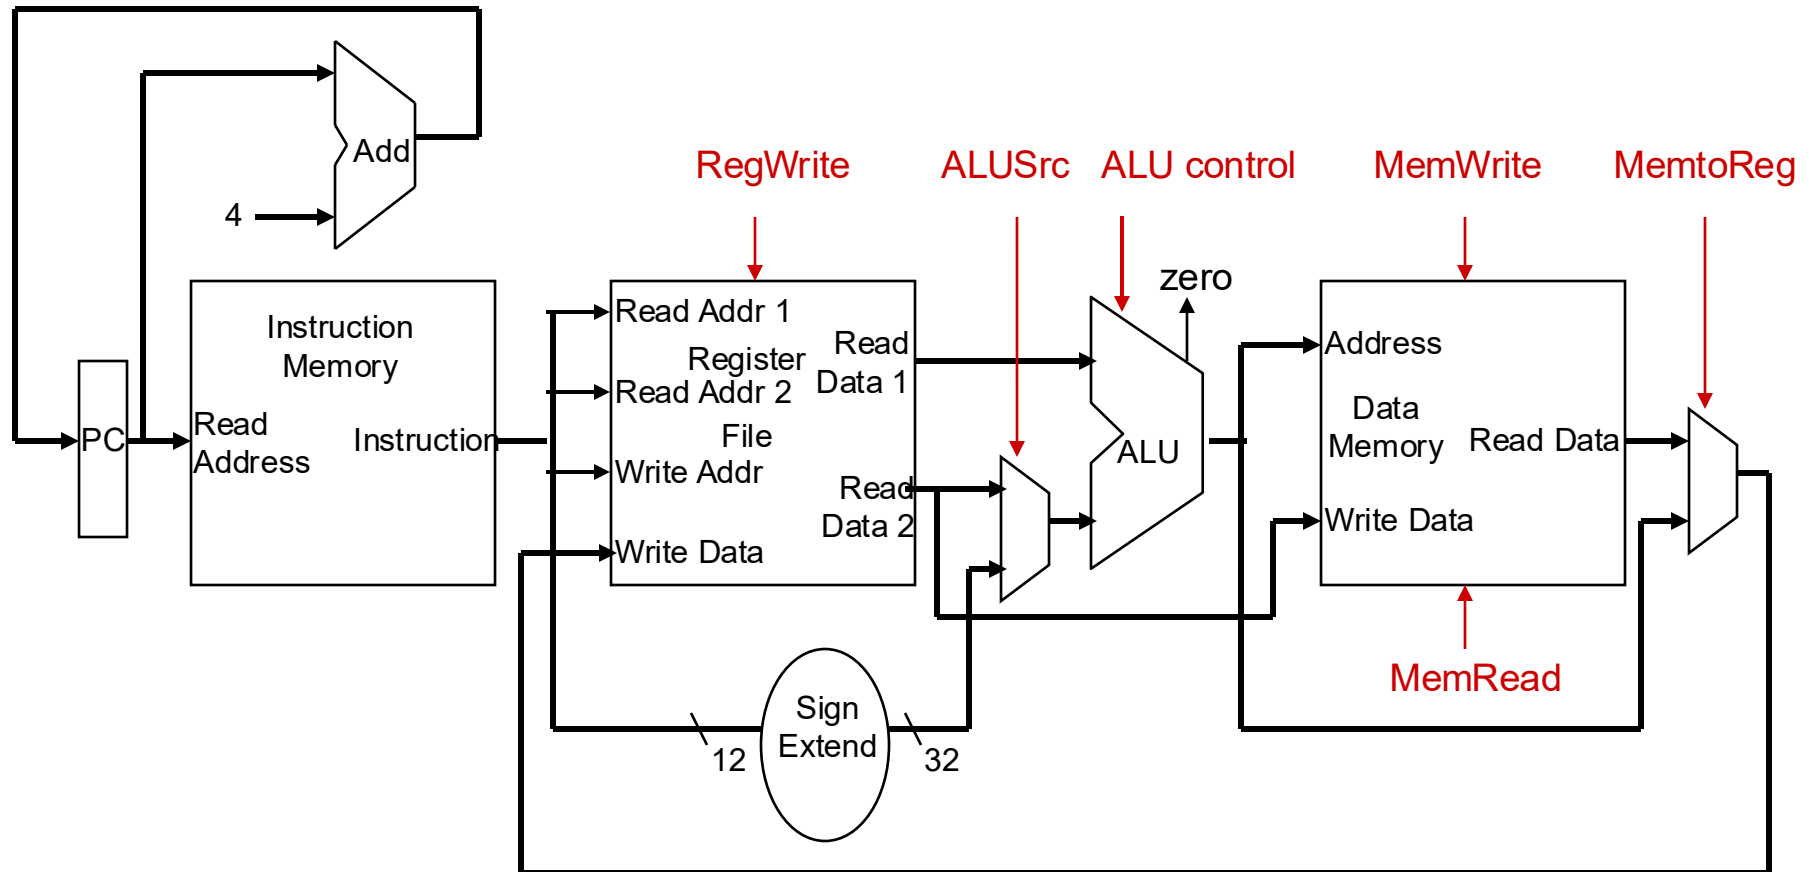 Add
4
RegWrite
ALUSrc
ALU control
MemWrite
MemtoReg
zero
Instruction
Memory
PC
Read
Address
Instruction
Read Addr 1
Register
Read Addr 2
File
Write Addr
Write Data
Read
Data 1
Read
Data 2
ALU
Address
Data
Memory
Read Data
Write Data
MemRead
Sign
Extend
12
32